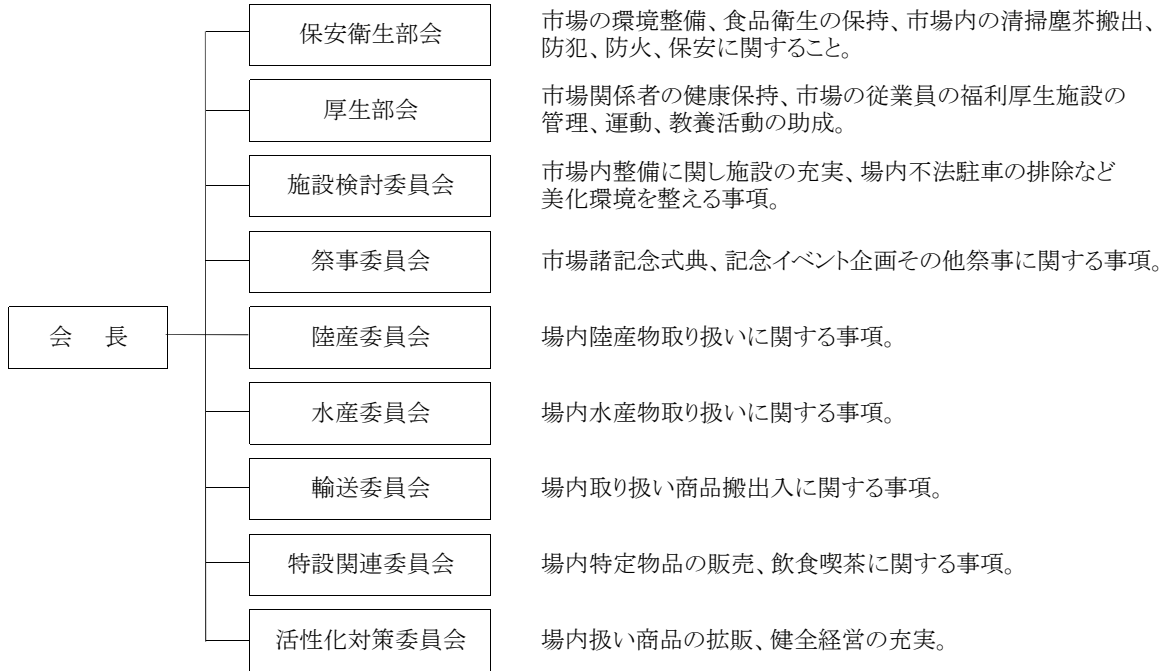 保安衛生部会
市場の環境整備、食品衛生の保持、市場内の清掃塵芥搬出、
防犯、防火、保安に関すること。
厚生部会
市場関係者の健康保持、市場の従業員の福利厚生施設の
管理、運動、教養活動の助成。
施設検討委員会
市場内整備に関し施設の充実、場内不法駐車の排除など
美化環境を整える事項。
祭事委員会
市場諸記念式典、記念イベント企画その他祭事に関する事項。
会 長
陸産委員会
場内陸産物取り扱いに関する事項。
水産委員会
場内水産物取り扱いに関する事項。
輸送委員会
場内取り扱い商品搬出入に関する事項。
特設関連委員会
場内特定物品の販売、飲食喫茶に関する事項。
活性化対策委員会
場内扱い商品の拡販、健全経営の充実。